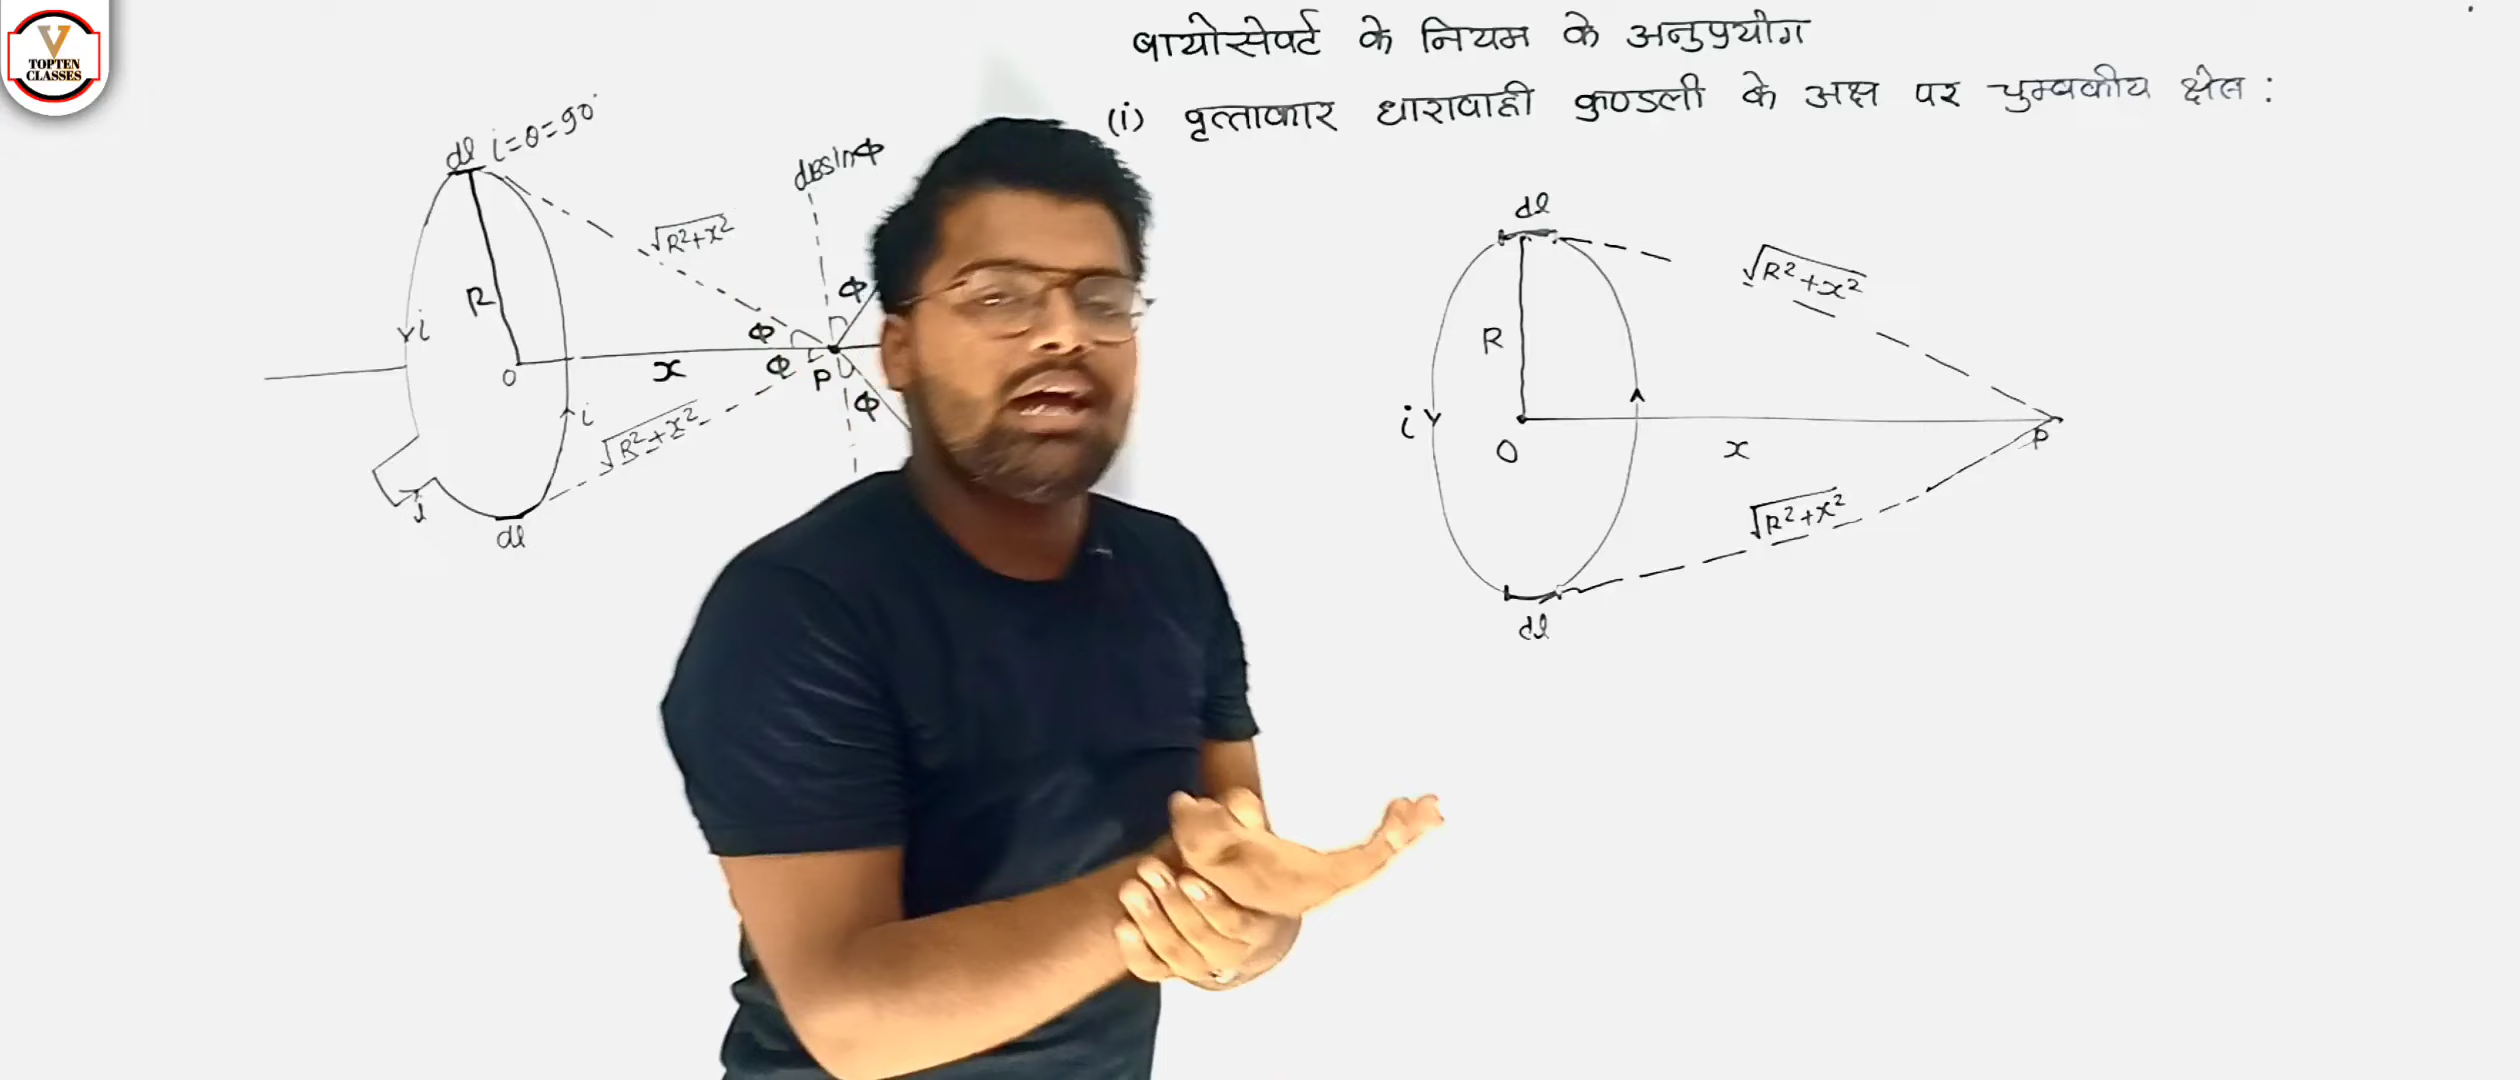 V
TOPTEN
CLASSES
बायोसेवर्ट के नियम के अनुप्रयोग
(i) वृत्ताकार धारावाही कुण्डली के अक्ष पर चुम्बकीय क्षेत्र :
dl i=θ=90°
dBsinΦ
√R²+x²
R
Φ
Φ
i
O
x
Φ
P
Φ
i
√R²+x²
dl
dl
√R²+x²
R
i
O
x
P
√R²+x²
dl